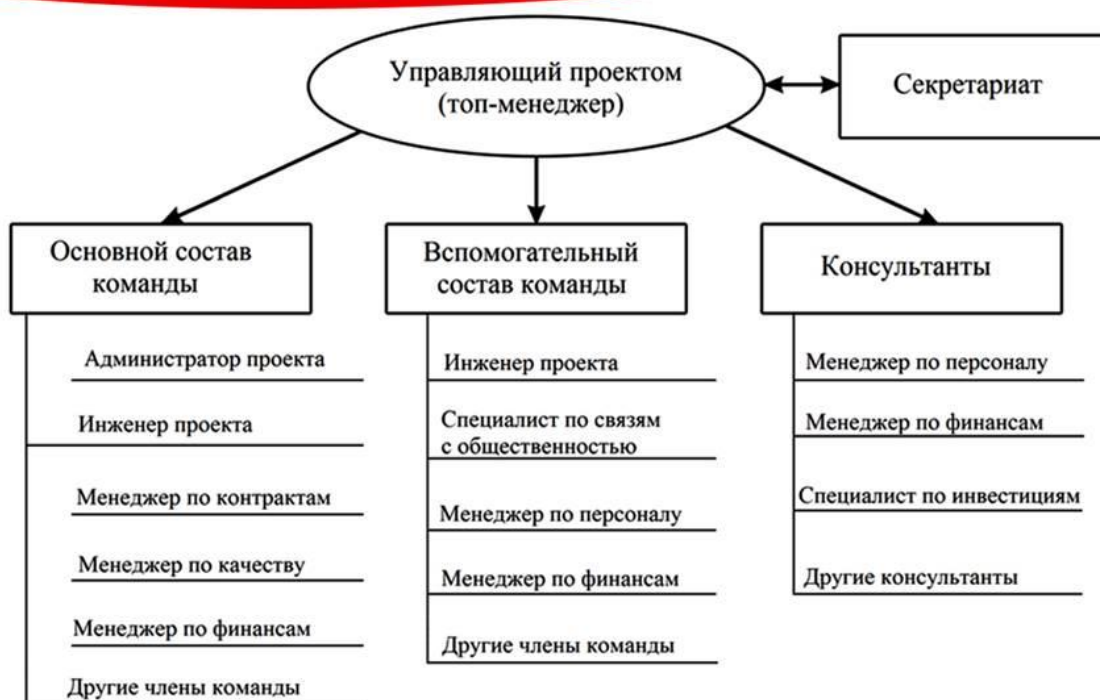 Управляющий проектом
(топ-менеджер)
Секретариат
Основной состав
команды
Администратор проекта
Инженер проекта
Менеджер по контрактам
Менеджер по качеству
Менеджер по финансам
Другие члены команды
Вспомогательный
состав команды
Инженер проекта
Специалист по связям
с общественностью
Менеджер по персоналу
Менеджер по финансам
Другие члены команды
Консультанты
Менеджер по персоналу
Менеджер по финансам
Специалист по инвестициям
Другие консультанты